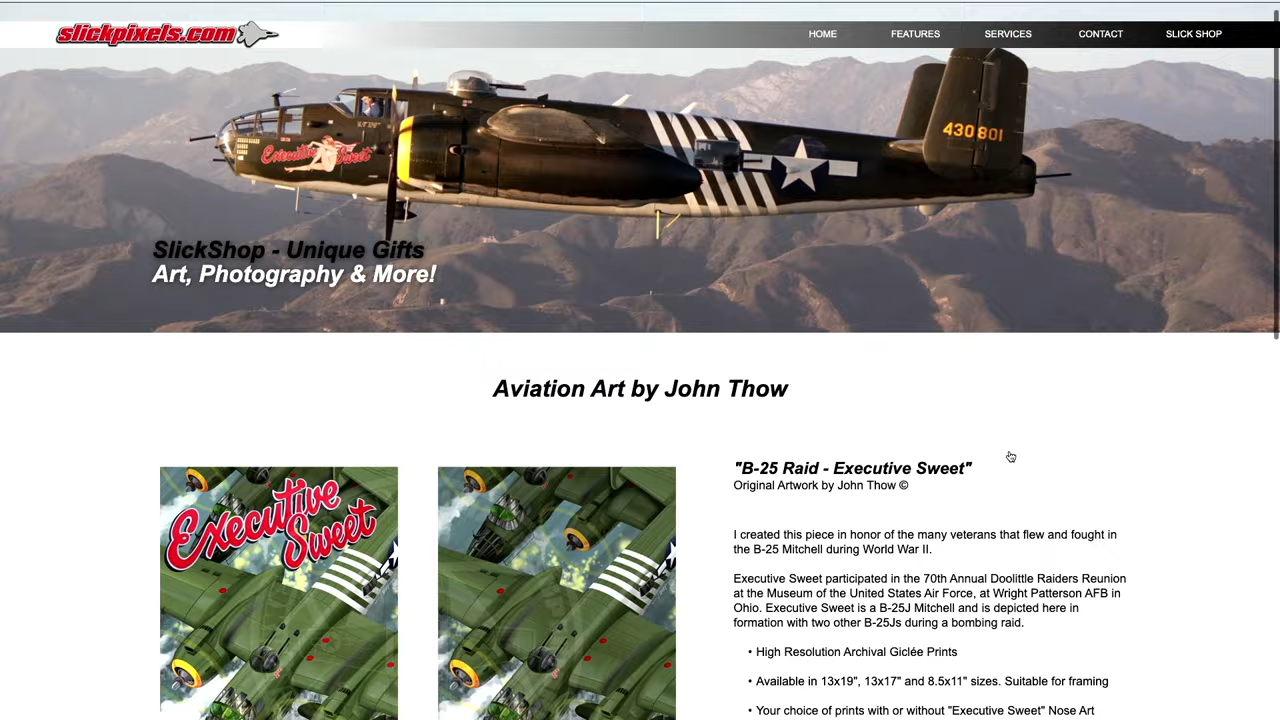 slickpixels.com
HOME FEATURES SERVICES CONTACT SLICK SHOP
430801
Executive Sweet
SlickShop - Unique Gifts
Art, Photography & More!
Aviation Art by John Thow
Executive
Sweet
"B-25 Raid - Executive Sweet"
Original Artwork by John Thow ©
I created this piece in honor of the many veterans that flew and fought in
the B-25 Mitchell during World War II.
Executive Sweet participated in the 70th Annual Doolittle Raiders Reunion
at the Museum of the United States Air Force, at Wright Patterson AFB in
Ohio. Executive Sweet is a B-25J Mitchell and is depicted here in
formation with two other B-25Js during a bombing raid.
• High Resolution Archival Giclée Prints
• Available in 13x19", 13x17" and 8.5x11" sizes. Suitable for framing
• Your choice of prints with or without "Executive Sweet" Nose Art